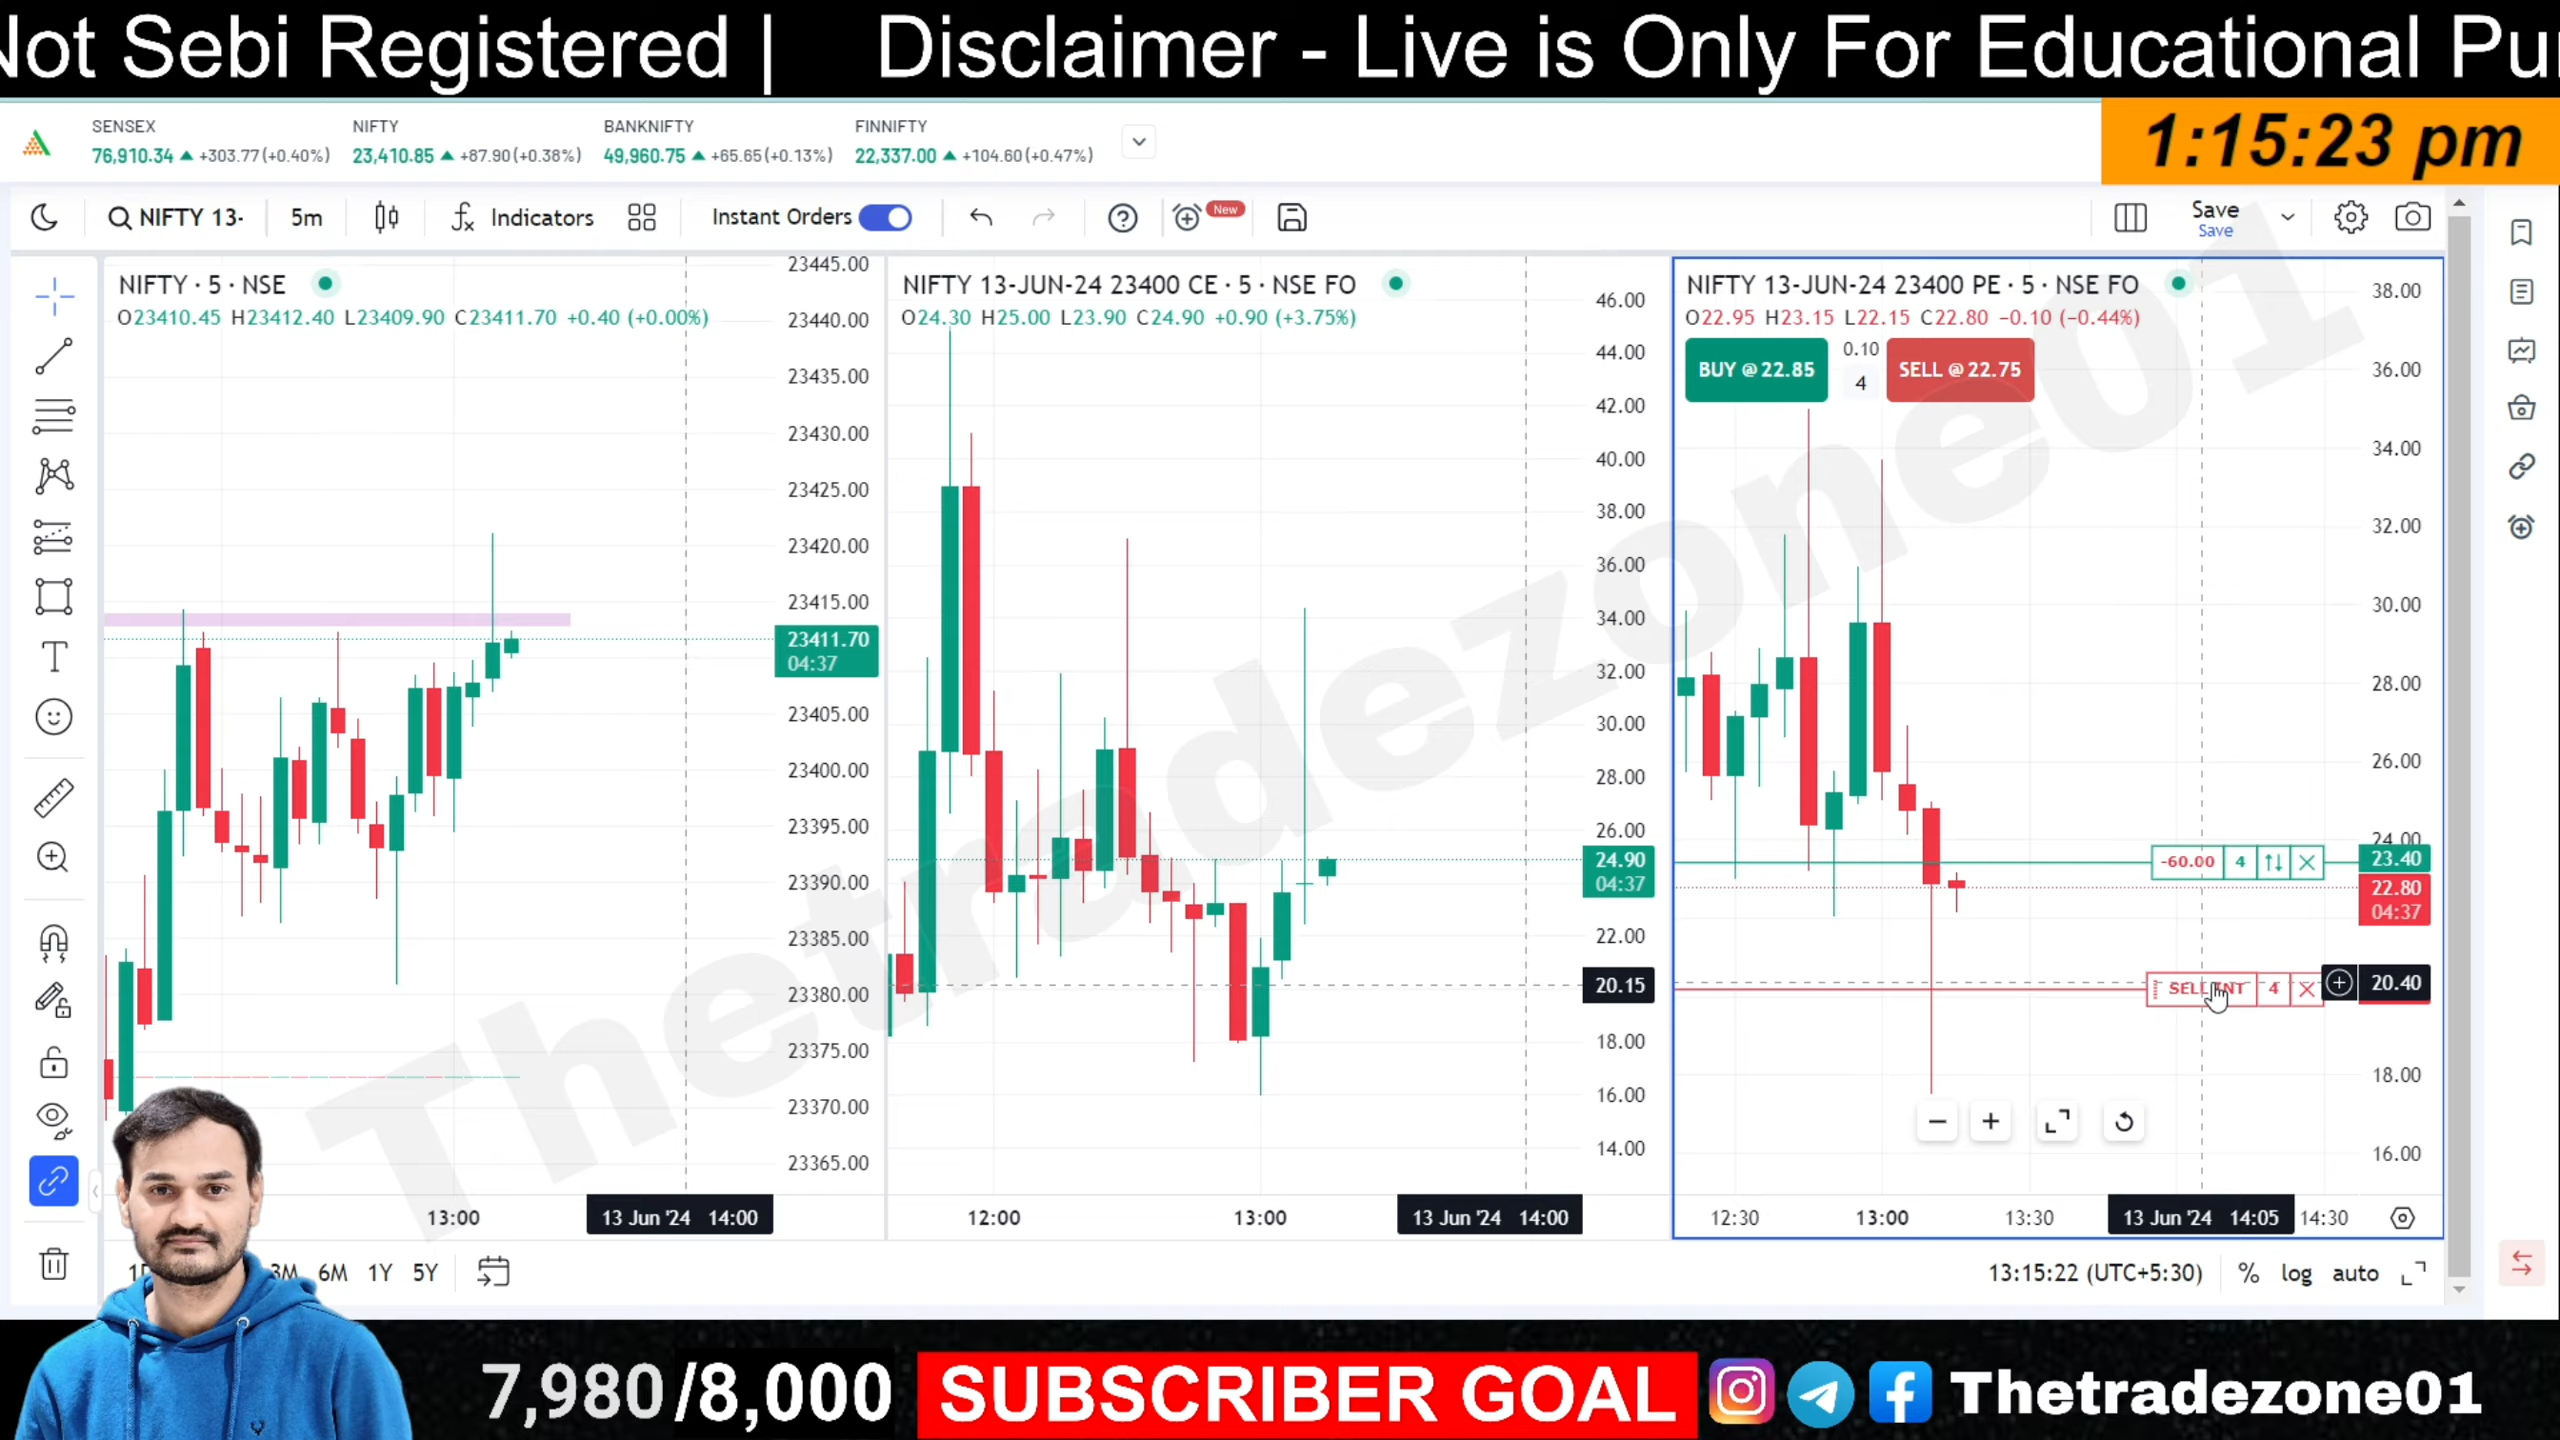 Not Sebi Registered |    Disclaimer - Live is Only For Educational Pu
SENSEX
76,910.34 ▲ +303.77(+0.40%)
NIFTY
23,410.85 ▲ +87.90(+0.38%)
BANKNIFTY
49,960.75 ▲ +65.65(+0.13%)
FINNIFTY
22,337.00 ▲ +104.60(+0.47%)
1:15:23 pm
NIFTY 13-
5m
Indicators
Instant Orders
New
Save
Save
NIFTY · 5 · NSE
O23410.45 H23412.40 L23409.90 C23411.70 +0.40 (+0.00%)
23445.00
23440.00
23435.00
23430.00
23425.00
23420.00
23415.00
23411.70
04:37
23405.00
23400.00
23395.00
23390.00
23385.00
23380.00
23375.00
23370.00
23365.00
13:00
13 Jun '24 14:00
NIFTY 13-JUN-24 23400 CE · 5 · NSE FO
O24.30 H25.00 L23.90 C24.90 +0.90 (+3.75%)
46.00
44.00
42.00
40.00
38.00
36.00
34.00
32.00
30.00
28.00
26.00
24.90
04:37
22.00
20.15
18.00
16.00
14.00
12:00
13:00
13 Jun '24 14:00
NIFTY 13-JUN-24 23400 PE · 5 · NSE FO
O22.95 H23.15 L22.15 C22.80 −0.10 (−0.44%)
BUY @ 22.85
0.10
4
SELL @ 22.75
38.00
36.00
34.00
32.00
30.00
28.00
26.00
24.00
-60.00 4
23.40
22.80
04:37
SELL 4
20.40
18.00
16.00
12:30
13:00
13:30
13 Jun '24 14:05
14:30
Thetradezone01
3M 6M 1Y 5Y
13:15:22 (UTC+5:30)
% log auto
7,980/8,000
SUBSCRIBER GOAL
Thetradezone01